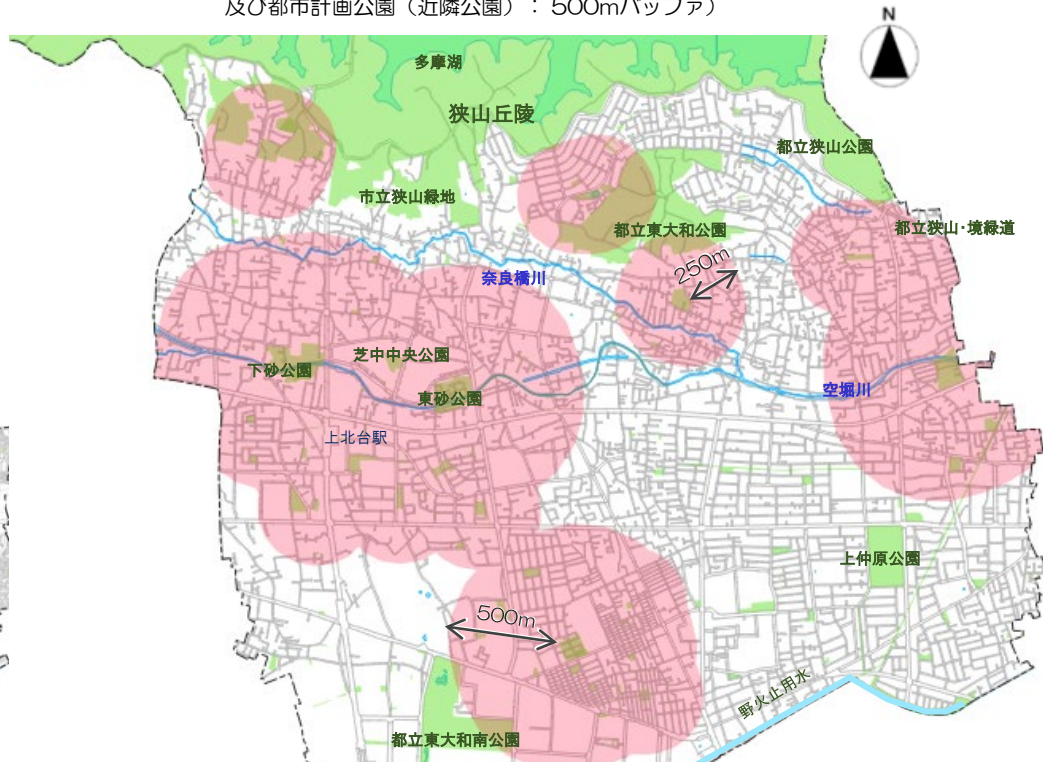 及び都市計画公園（近隣公園）：500mバッファ）
N
多摩湖
狭山丘陵
都立狭山公園
市立狭山緑地
都立東大和公園
都立狭山･境緑道
奈良橋川
250m
芝中中央公園
下砂公園
東砂公園
空堀川
上北台駅
上仲原公園
500m
野火止用水
都立東大和南公園